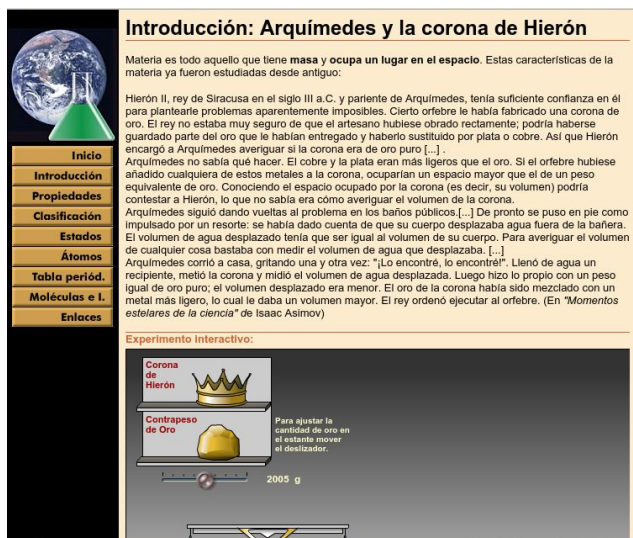 Introducción: Arquímedes y la corona de Hierón
Materia es todo aquello que tiene masa y ocupa un lugar en el espacio. Estas características de la
materia ya fueron estudiadas desde antiguo:
Hierón II, rey de Siracusa en el siglo III a.C. y pariente de Arquímedes, tenía suficiente confianza en él
para plantearle problemas aparentemente imposibles. Cierto orfebre le había fabricado una corona de
oro. El rey no estaba muy seguro de que el artesano hubiese obrado rectamente; podría haberse
guardado parte del oro que le habían entregado y haberlo sustituido por plata o cobre. Así que Hierón
encargó a Arquímedes averiguar si la corona era de oro puro [...] .
Arquímedes no sabía qué hacer. El cobre y la plata eran más ligeros que el oro. Si el orfebre hubiese
añadido cualquiera de estos metales a la corona, ocuparían un espacio mayor que el de un peso
equivalente de oro. Conociendo el espacio ocupado por la corona (es decir, su volumen) podría
contestar a Hierón, lo que no sabía era cómo averiguar el volumen de la corona.
Arquímedes siguió dando vueltas al problema en los baños públicos.[...] De pronto se puso en pie como
impulsado por un resorte: se había dado cuenta de que su cuerpo desplazaba agua fuera de la bañera.
El volumen de agua desplazado tenía que ser igual al volumen de su cuerpo. Para averiguar el volumen
de cualquier cosa bastaba con medir el volumen de agua que desplazaba. [...]
Arquímedes corrió a casa, gritando una y otra vez: "¡Lo encontré, lo encontré!". Llenó de agua un
recipiente, metió la corona y midió el volumen de agua desplazada. Luego hizo lo propio con un peso
igual de oro puro; el volumen desplazado era menor. El oro de la corona había sido mezclado con un
metal más ligero, lo cual le daba un volumen mayor. El rey ordenó ejecutar al orfebre. (En "Momentos
estelares de la ciencia" de Isaac Asimov)
Inicio
Introducción
Propiedades
Clasificación
Estados
Átomos
Tabla periód.
Moléculas e I.
Enlaces
Experimento interactivo:
Corona
de
Hierón
Contrapeso
de Oro
Para ajustar la
cantidad de oro en
el estante mover
el deslizador.
2005 g